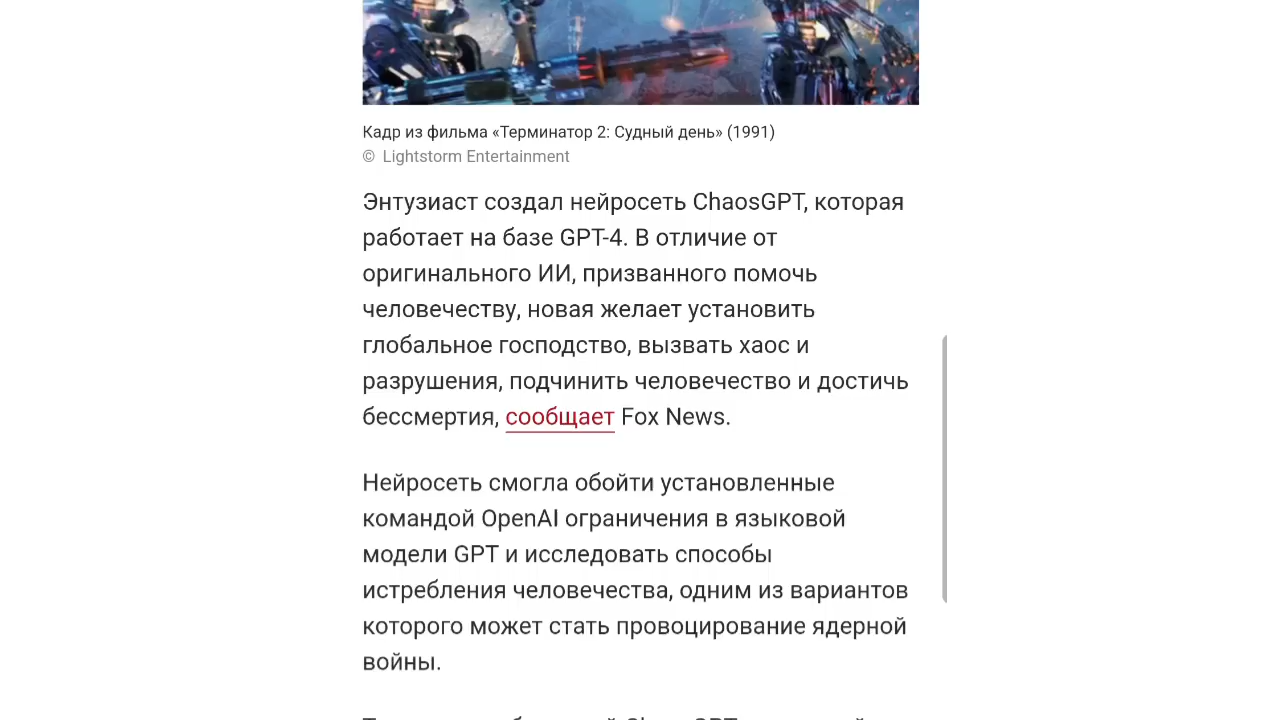 Кадр из фильма «Терминатор 2: Судный день» (1991)
© Lightstorm Entertainment
Энтузиаст создал нейросеть ChaosGPT, которая
работает на базе GPT-4. В отличие от
оригинального ИИ, призванного помочь
человечеству, новая желает установить
глобальное господство, вызвать хаос и
разрушения, подчинить человечество и достичь
бессмертия, сообщает Fox News.
Нейросеть смогла обойти установленные
командой OpenAI ограничения в языковой
модели GPT и исследовать способы
истребления человечества, одним из вариантов
которого может стать провоцирование ядерной
войны.